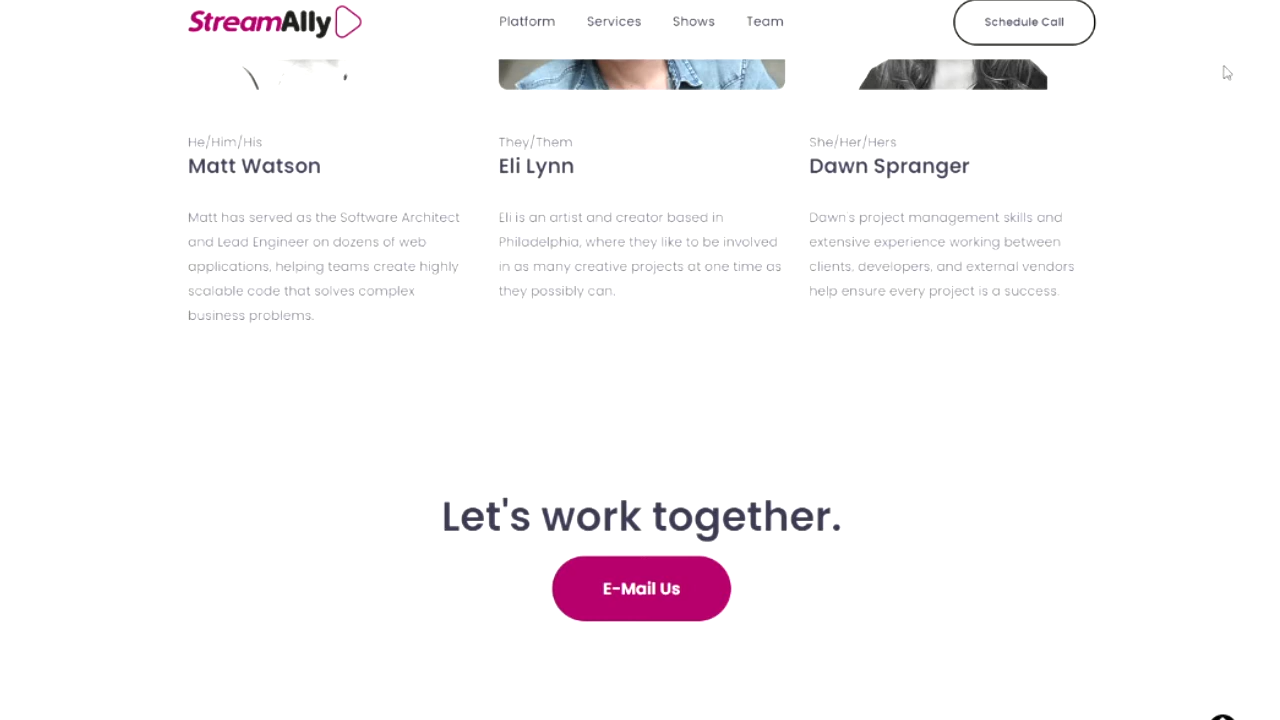 StreamAlly
Platform
Services
Shows
Team
Schedule Call
He/Him/His
Matt Watson
Matt has served as the Software Architect
and Lead Engineer on dozens of web
applications, helping teams create highly
scalable code that solves complex
business problems.
They/Them
Eli Lynn
Eli is an artist and creator based in
Philadelphia, where they like to be involved
in as many creative projects at one time as
they possibly can.
She/Her/Hers
Dawn Spranger
Dawn's project management skills and
extensive experience working between
clients, developers, and external vendors
help ensure every project is a success.
Let's work together.
E-Mail Us